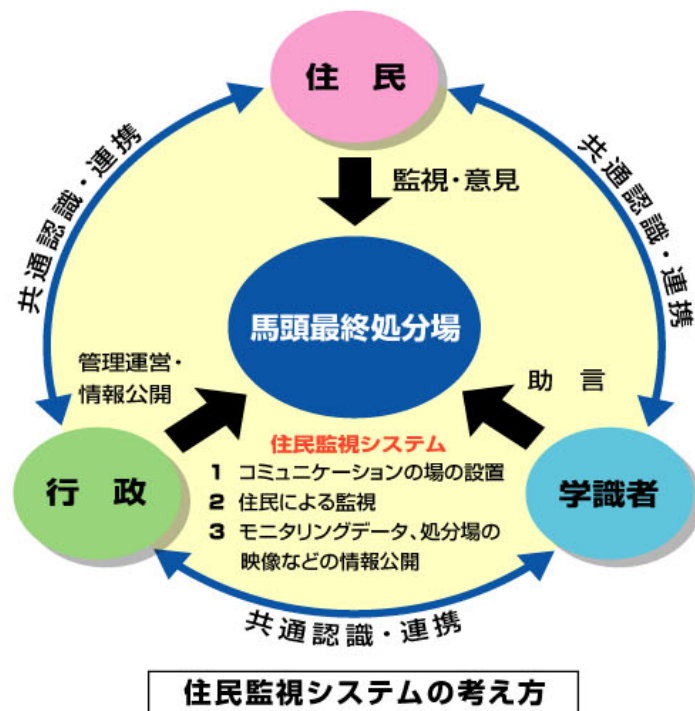 住 民
共通認識・連携
共通認識・連携
監視・意見
馬頭最終処分場
管理運営・
情報公開
助 言
行 政
学識者
住民監視システム
1 コミュニケーションの場の設置
2 住民による監視
3 モニタリングデータ、処分場の
映像などの情報公開
共通認識・連携
住民監視システムの考え方